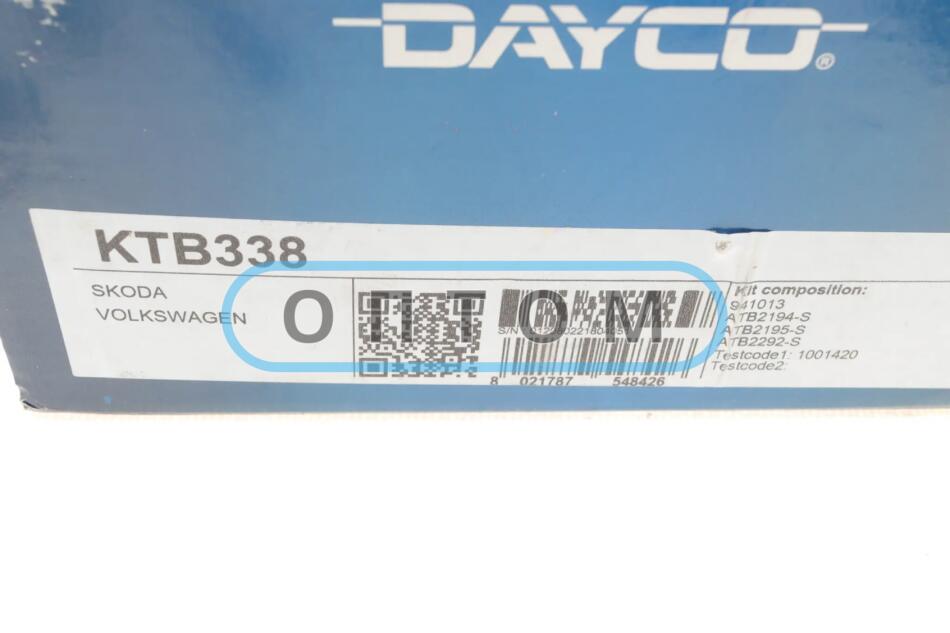 DAYCO®
KTB338
SKODA
VOLKSWAGEN
ОПТОМ
S/N
8 021787 548426
Kit composition:
941013
ATB2194-S
ATB2195-S
ATB2292-S
Testcode1: 1001420
Testcode2: